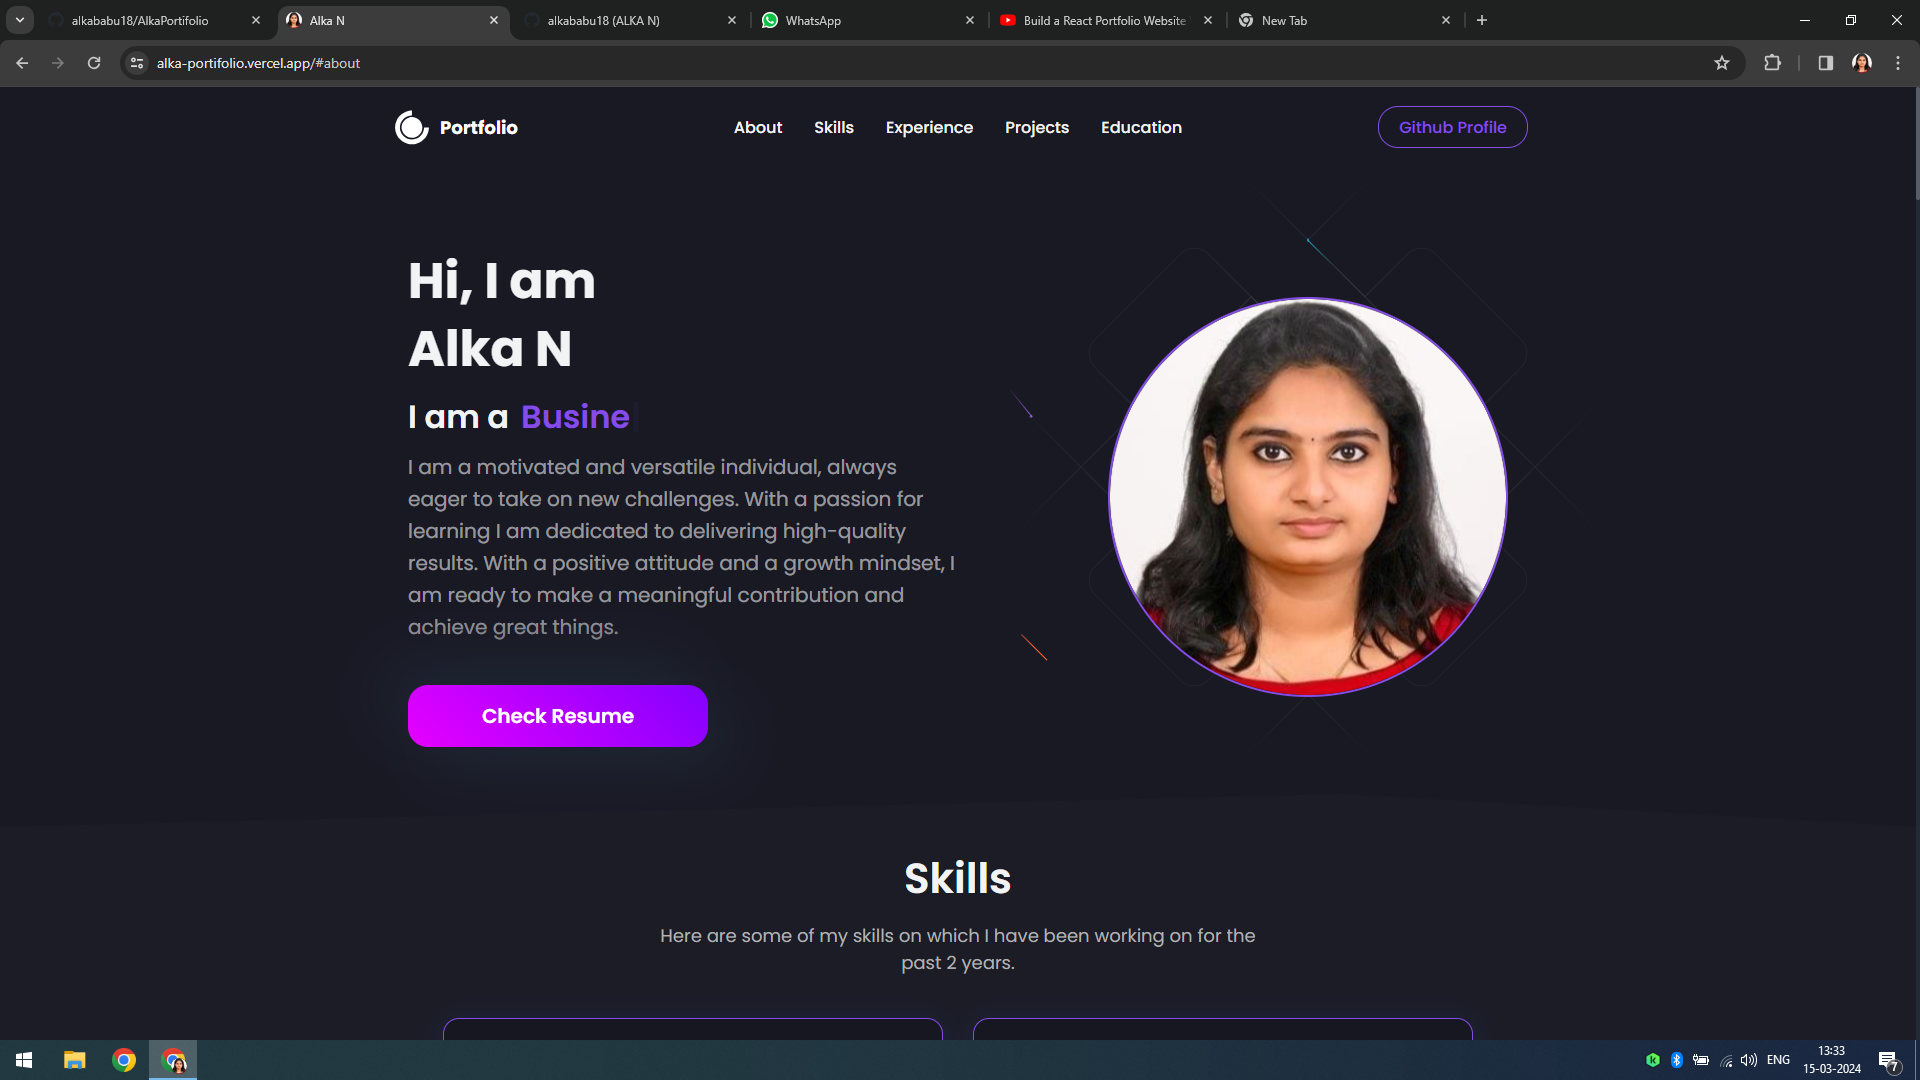 alkababu18/AlkaPortifolio
Alka N
alkababu18 (ALKA N)
WhatsApp
Build a React Portfolio Website
New Tab
alka-portifolio.vercel.app/#about
Portfolio
About
Skills
Experience
Projects
Education
Github Profile
Hi, I am
Alka N
I am a Busine
I am a motivated and versatile individual, always
eager to take on new challenges. With a passion for
learning I am dedicated to delivering high-quality
results. With a positive attitude and a growth mindset, I
am ready to make a meaningful contribution and
achieve great things.
Check Resume
Skills
Here are some of my skills on which I have been working on for the
past 2 years.
ENG
13:33
15-03-2024
7